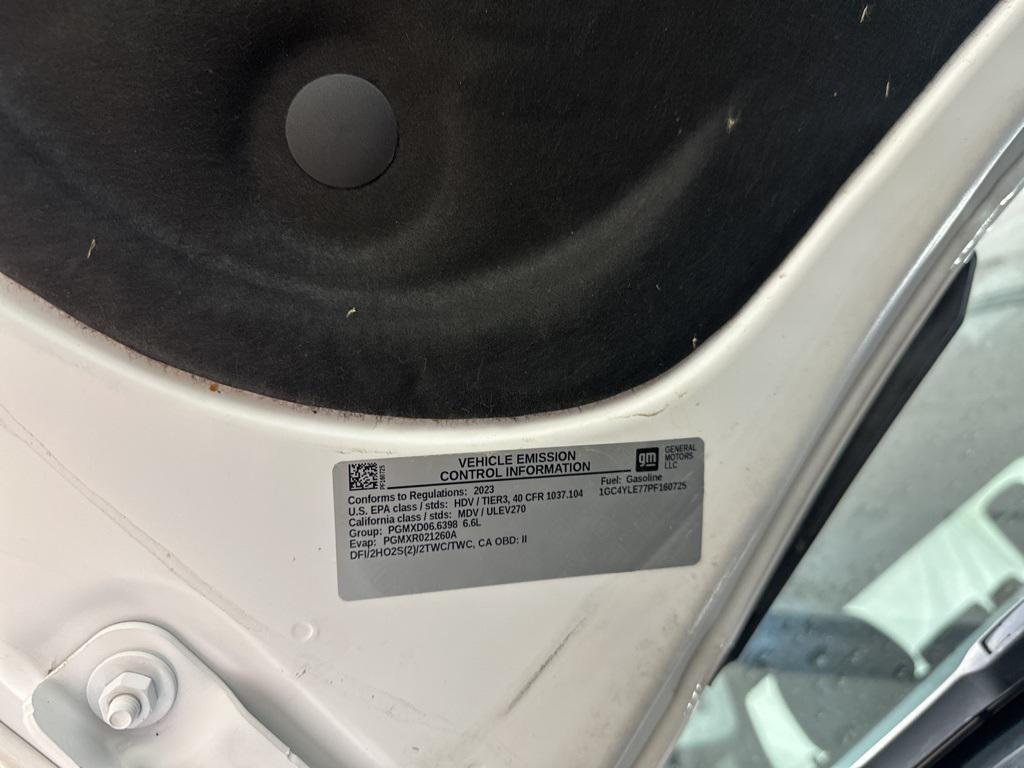 PF160725
VEHICLE EMISSION
CONTROL INFORMATION
gm
GENERAL
MOTORS
LLC
Conforms to Regulations: 2023
Fuel: Gasoline
U.S. EPA class / stds: HDV / TIER3, 40 CFR 1037.104
1GC4YLE77PF160725
California class / stds: MDV / ULEV270
Group: PGMXD06.6398 6.6L
Evap: PGMXR021260A
DFI/2HO2S(2)/2TWC/TWC, CA OBD: II